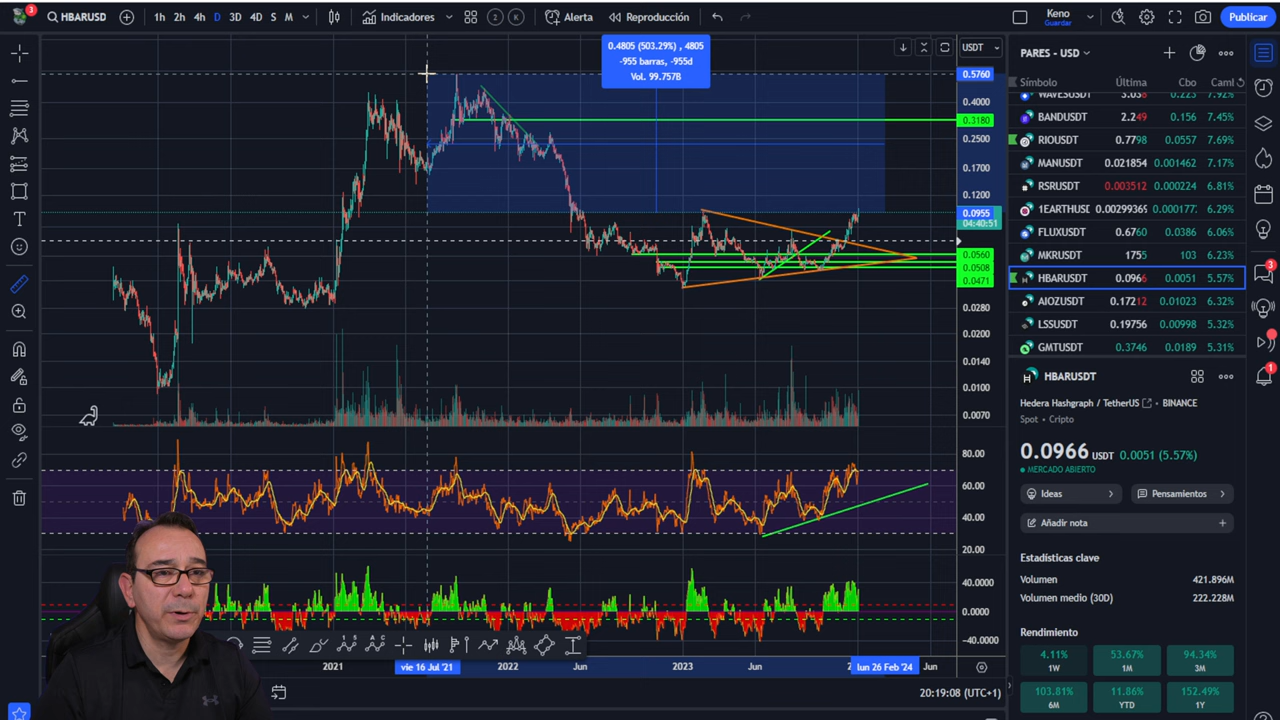 3
HBARUSD
1h 2h 4h D 3D 4D S M
Indicadores
2 K
Alerta
Reproducción
Keno
Guardar
Publicar
0.4805 (503.29%) , 4805
-955 barras, -955d
Vol. 99.757B
USDT
0.5760
0.4000
0.3180
0.2500
0.1700
0.1200
0.0955
04:40:51
0.0560
0.0508
0.0471
0.0280
0.0200
0.0140
0.0100
0.0070
80.00
60.00
40.00
20.00
40.0000
0.0000
-40.0000
2021
vie 16 Jul '21
2022
Jun
2023
Jun
lun 26 Feb '24
Jun
20:19:08 (UTC+1)
PARES - USD
Símbolo Última Cbo Caml
WAVESUSDT 3.038 0.223 7.92%
BANDUSDT 2.249 0.156 7.45%
RIOUSDT 0.7798 0.0557 7.69%
MANUSDT 0.021854 0.001462 7.17%
RSRUSDT 0.003512 0.000224 6.81%
1EARTHUSD 0.00299369 0.000177 6.29%
FLUXUSDT 0.6760 0.0386 6.06%
MKRUSDT 1755 103 6.23%
HBARUSDT 0.0966 0.0051 5.57%
AIOZUSDT 0.17212 0.01023 6.32%
LSSUSDT 0.19756 0.00998 5.32%
GMTUSDT 0.3746 0.0189 5.31%
HBARUSDT
Hedera Hashgraph / TetherUS • BINANCE
Spot • Cripto
0.0966 USDT 0.0051 (5.57%)
MERCADO ABIERTO
Ideas
Pensamientos
Añadir nota
Estadísticas clave
Volumen 421.896M
Volumen medio (30D) 222.228M
Rendimiento
4.11%
1W
53.67%
1M
94.34%
3M
103.81%
6M
11.86%
YTD
152.49%
1Y
3
1